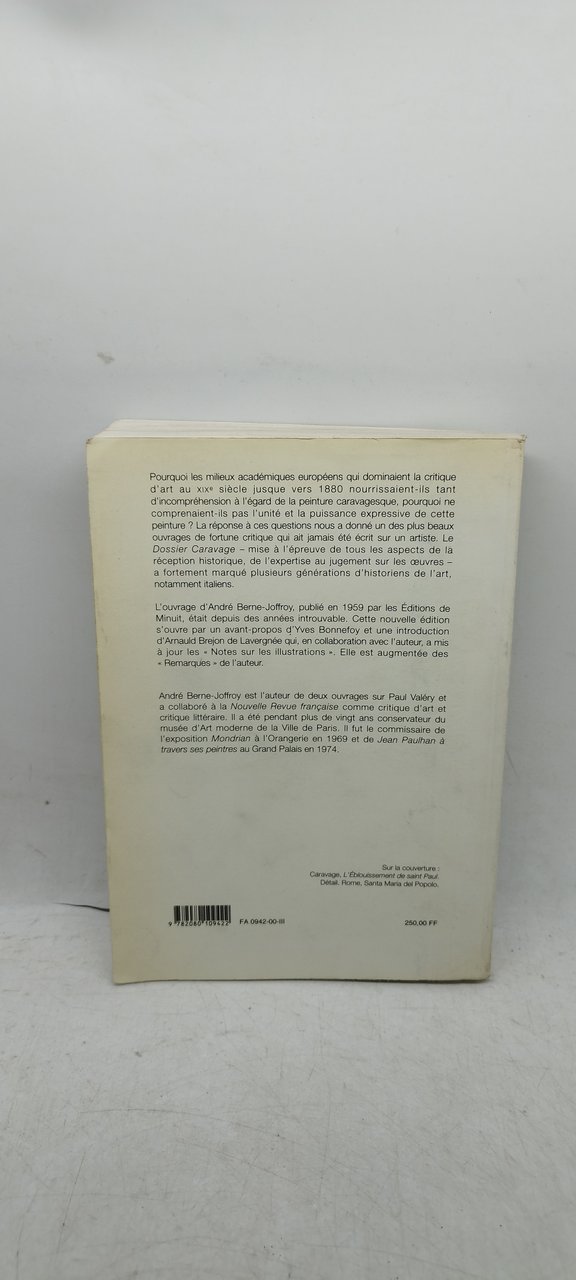 Pourquoi les milieux académiques européens qui dominaient la critique
d'art au XIXe siècle jusque vers 1880 nourrissaient-ils tant
d'incompréhension à l'égard de la peinture caravagesque, pourquoi ne
comprenaient-ils pas l'unité et la puissance expressive de cette
peinture ? La réponse à ces questions nous a donné un des plus beaux
ouvrages de fortune critique qui ait jamais été écrit sur un artiste. Le
Dossier Caravage – mise à l'épreuve de tous les aspects de la
réception historique, de l'expertise au jugement sur les œuvres –
a fortement marqué plusieurs générations d'historiens de l'art,
notamment italiens.
L'ouvrage d'André Berne-Joffroy, publié en 1959 par les Éditions de
Minuit, était depuis des années introuvable. Cette nouvelle édition
s'ouvre par un avant-propos d'Yves Bonnefoy et une introduction
d'Arnauld Brejon de Lavergnée qui, en collaboration avec l'auteur, a mis
à jour les « Notes sur les illustrations ». Elle est augmentée des
« Remarques » de l'auteur.
André Berne-Joffroy est l'auteur de deux ouvrages sur Paul Valéry et
a collaboré à la Nouvelle Revue française comme critique d'art et
critique littéraire. Il a été pendant plus de vingt ans conservateur du
musée d'Art moderne de la Ville de Paris. Il fut le commissaire de
l'exposition Mondrian à l'Orangerie en 1969 et de Jean Paulhan à
travers ses peintres au Grand Palais en 1974.
Sur la couverture :
Caravage, L'Éblouissement de saint Paul.
Détail. Rome, Santa Maria del Popolo.
9 782080 109422
FA 0942-00-III
250,00 FF